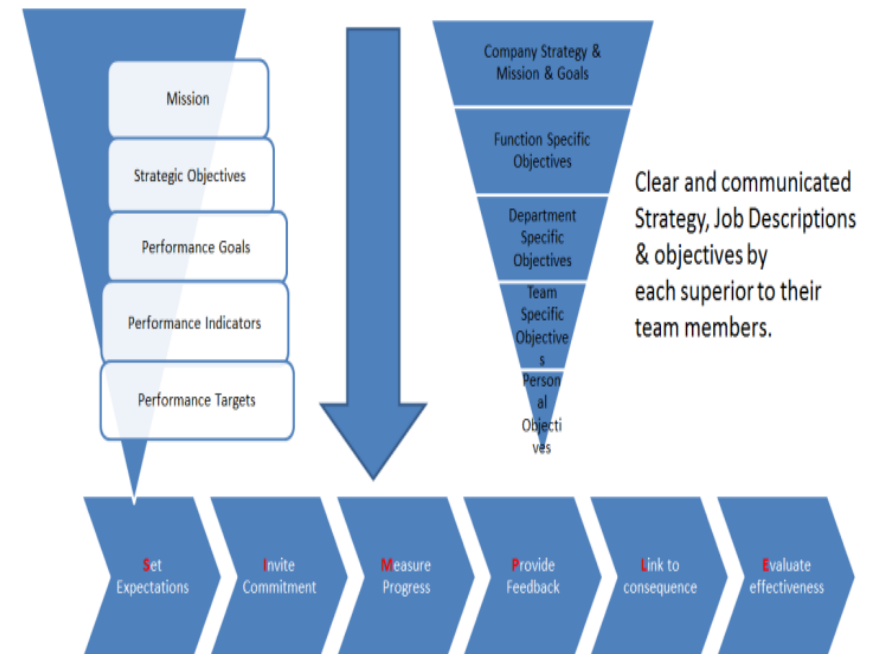 Mission
Strategic Objectives
Performance Goals
Performance Indicators
Performance Targets
Company Strategy &
Mission & Goals
Function Specific
Objectives
Department
Specific
Objectives
Team
Specific
Objective
s
Person
al
Objecti
ves
Clear and communicated
Strategy, Job Descriptions
& objectives by
each superior to their
team members.
Set
Expectations
Invite
Commitment
Measure
Progress
Provide
Feedback
Link to
consequence
Evaluate
effectiveness